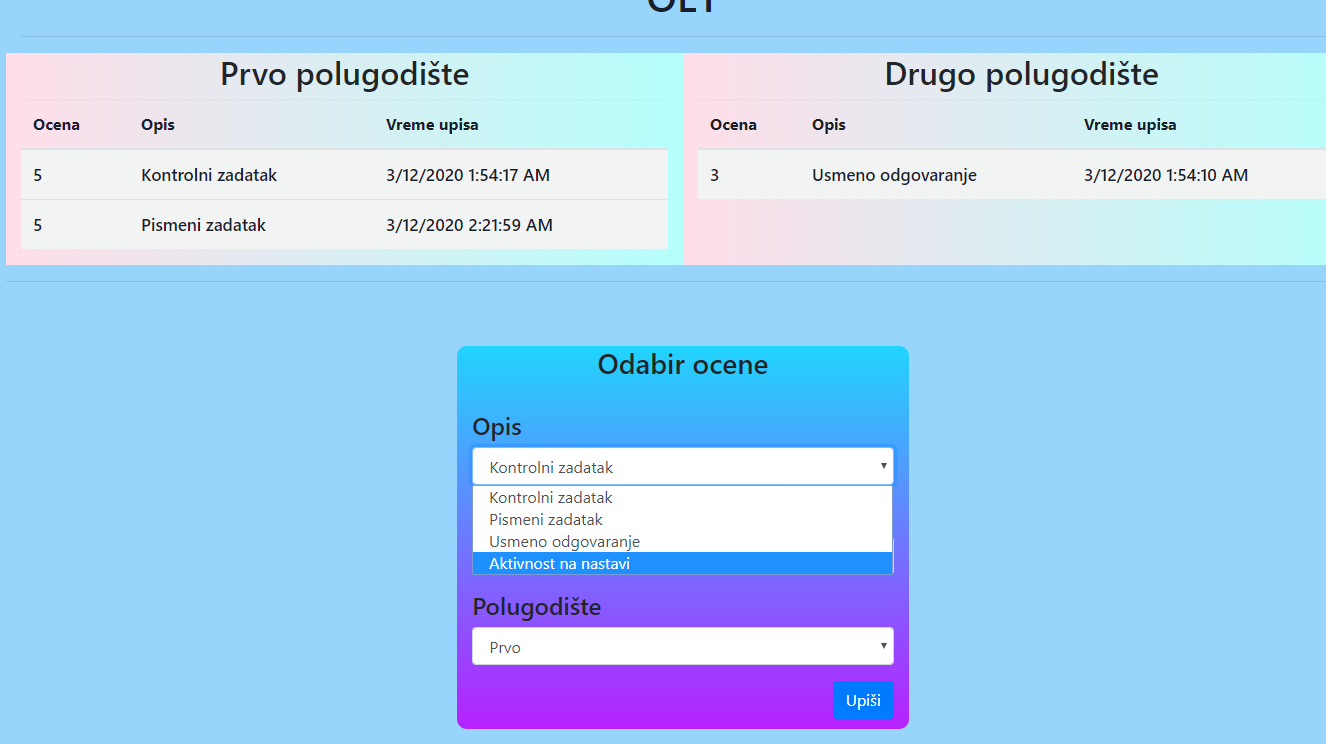 Prvo polugodište
Ocena Opis Vreme upisa
5 Kontrolni zadatak 3/12/2020 1:54:17 AM
5 Pismeni zadatak 3/12/2020 2:21:59 AM
Drugo polugodište
Ocena Opis Vreme upisa
3 Usmeno odgovaranje 3/12/2020 1:54:10 AM
Odabir ocene
Opis
Kontrolni zadatak
Kontrolni zadatak
Pismeni zadatak
Usmeno odgovaranje
Aktivnost na nastavi
Polugodište
Prvo
Upiši